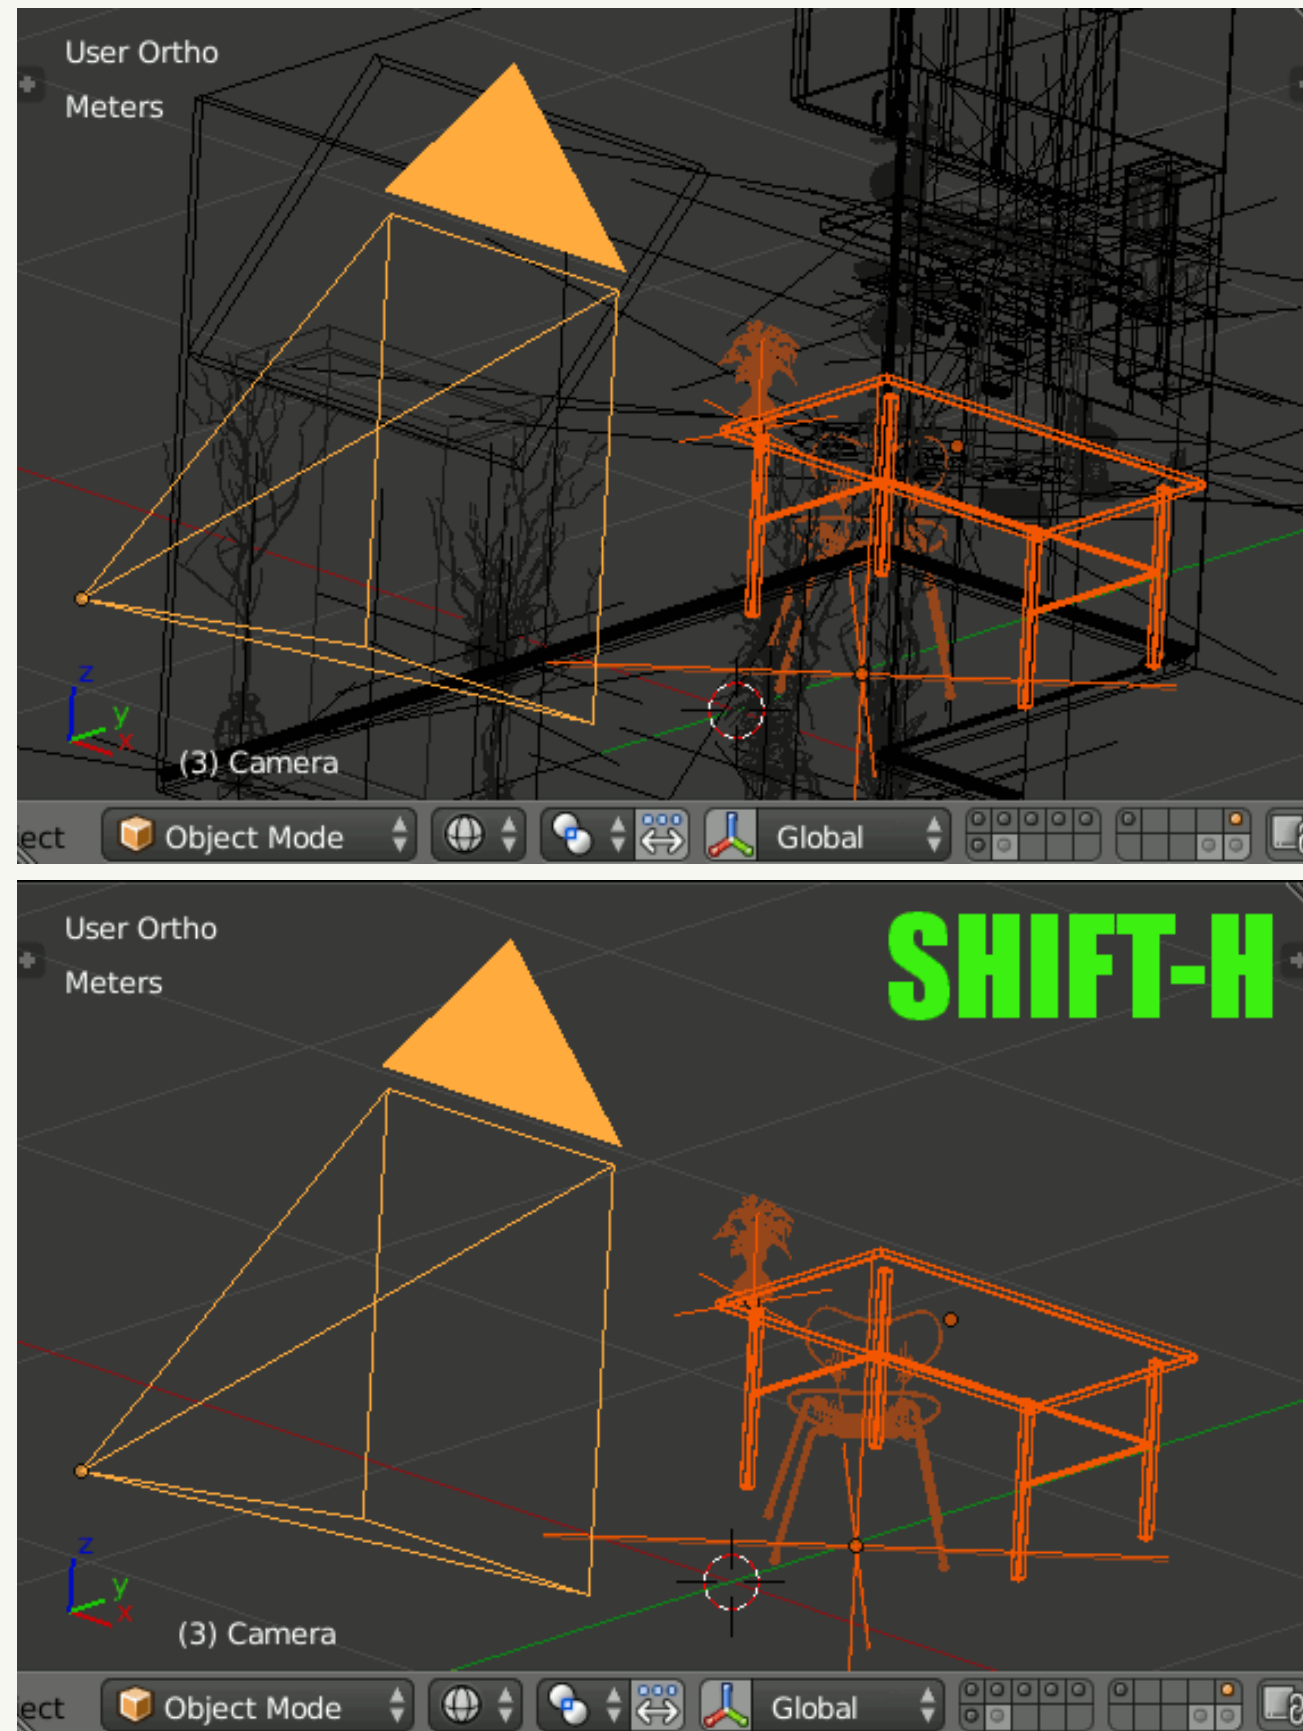 User Ortho
Meters
z
y
x
(3) Camera
ect
Object Mode
Global
User Ortho
SHIFT-H
Meters
z
y
x
(3) Camera
ect
Object Mode
Global